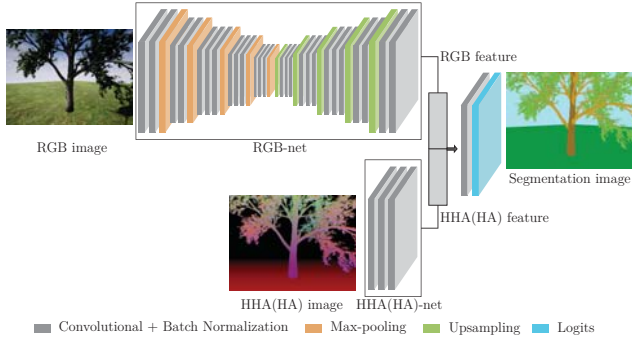 RGB feature
RGB image
RGB-net
Segmentation image
HHA(HA) feature
HHA(HA) image
HHA(HA)-net
Convolutional + Batch Normalization
Max-pooling
Upsampling
Logits